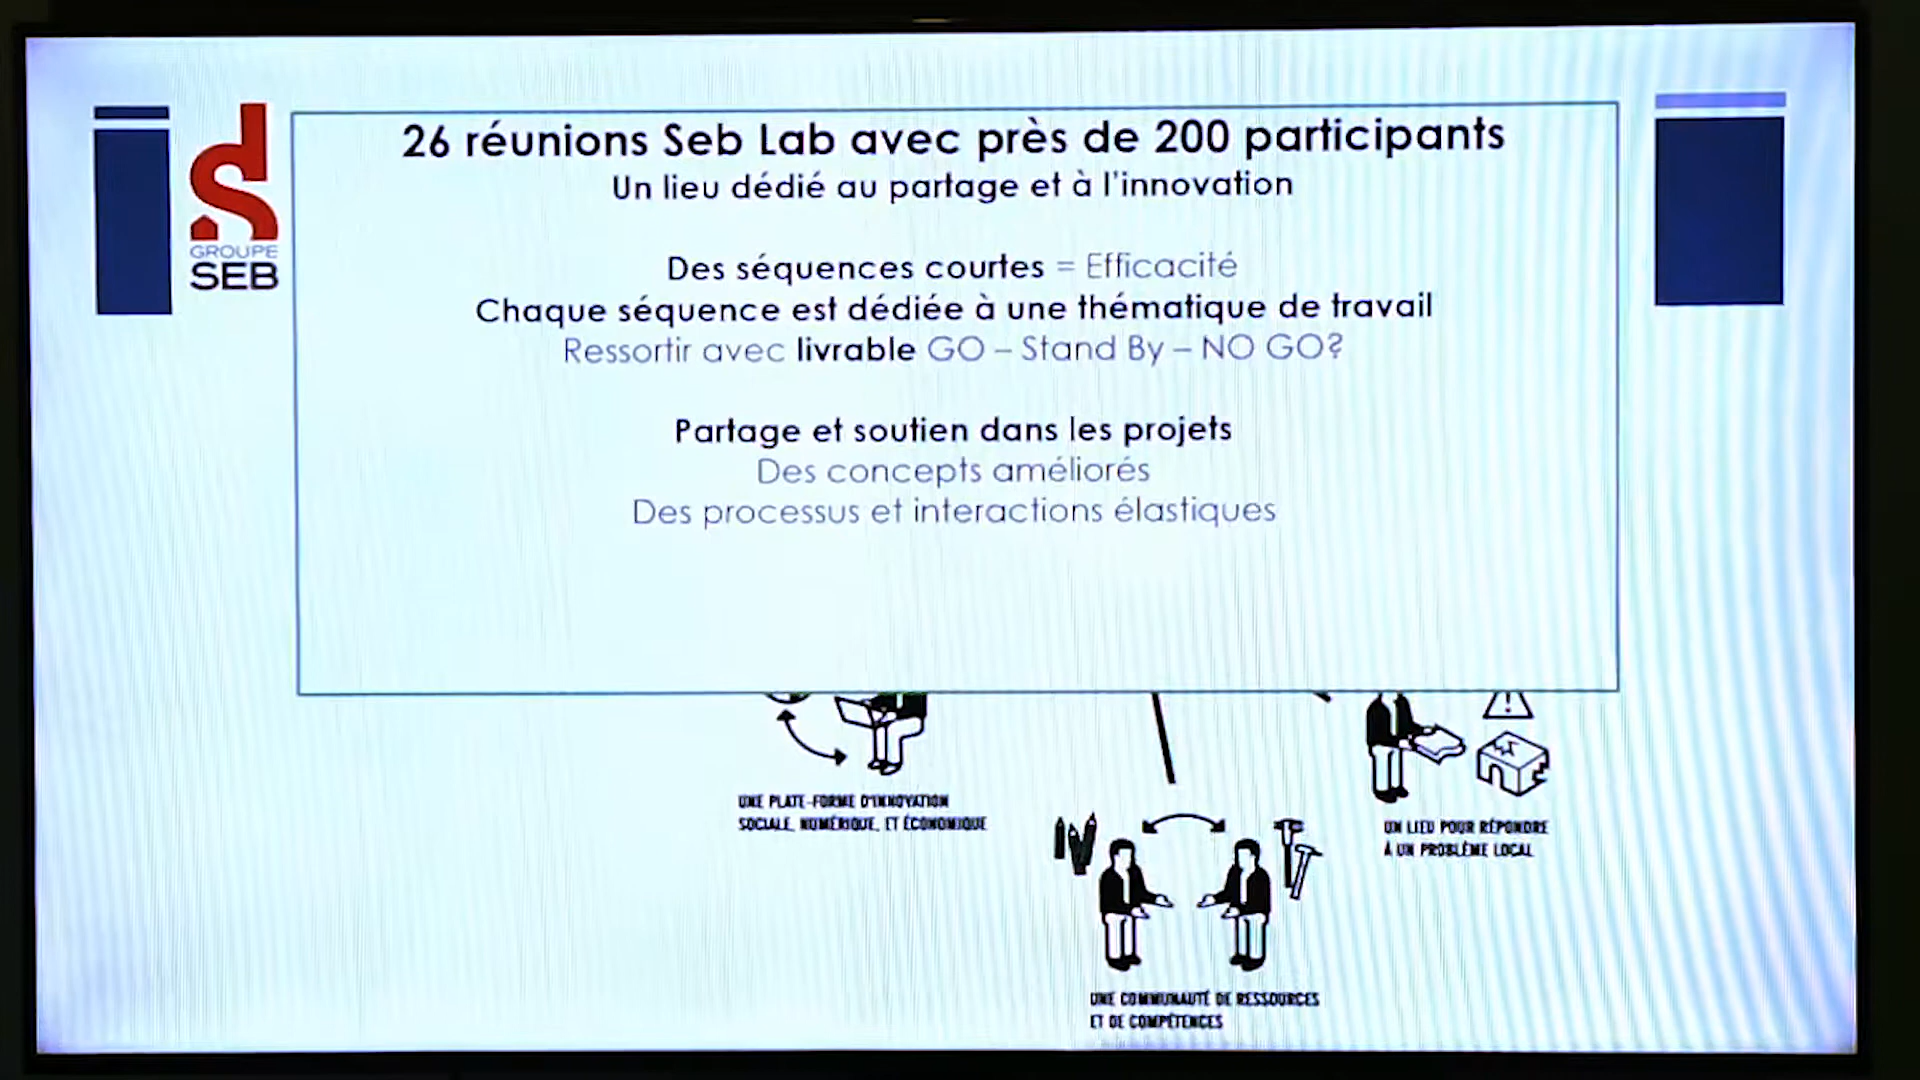 GROUPE
SEB
26 réunions Seb Lab avec près de 200 participants
Un lieu dédié au partage et à l'innovation
Des séquences courtes = Efficacité
Chaque séquence est dédiée à une thématique de travail
Ressortir avec livrable GO – Stand By – NO GO?
Partage et soutien dans les projets
Des concepts améliorés
Des processus et interactions élastiques
UNE PLATE-FORME D'INNOVATION
SOCIALE, NUMÉRIQUE, ET ÉCONOMIQUE
UN LIEU POUR RÉPONDRE
À UN PROBLÈME LOCAL
UNE COMMUNAUTÉ DE RESSOURCES
ET DE COMPÉTENCES